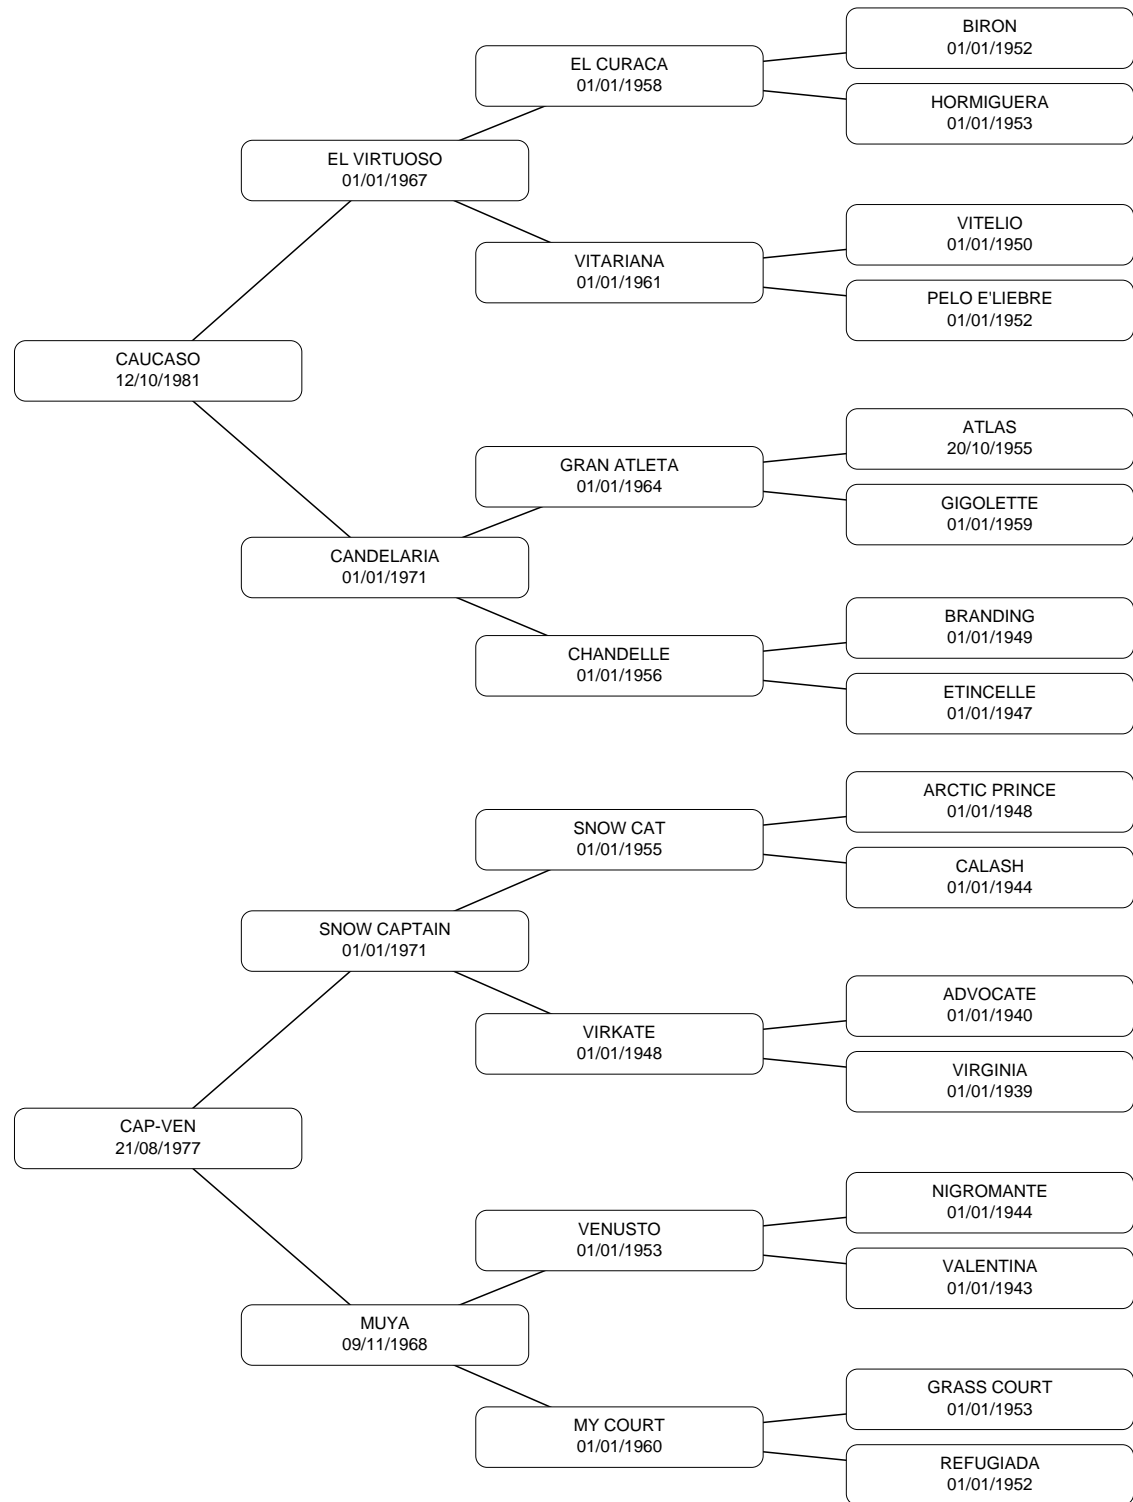 BIRON
01/01/1952
EL CURACA
01/01/1958
HORMIGUERA
01/01/1953
EL VIRTUOSO
01/01/1967
VITELIO
01/01/1950
VITARIANA
01/01/1961
PELO E'LIEBRE
01/01/1952
CAUCASO
12/10/1981
ATLAS
20/10/1955
GRAN ATLETA
01/01/1964
GIGOLETTE
01/01/1959
CANDELARIA
01/01/1971
BRANDING
01/01/1949
CHANDELLE
01/01/1956
ETINCELLE
01/01/1947
ARCTIC PRINCE
01/01/1948
SNOW CAT
01/01/1955
CALASH
01/01/1944
SNOW CAPTAIN
01/01/1971
ADVOCATE
01/01/1940
VIRKATE
01/01/1948
VIRGINIA
01/01/1939
CAP-VEN
21/08/1977
NIGROMANTE
01/01/1944
VENUSTO
01/01/1953
VALENTINA
01/01/1943
MUYA
09/11/1968
GRASS COURT
01/01/1953
MY COURT
01/01/1960
REFUGIADA
01/01/1952